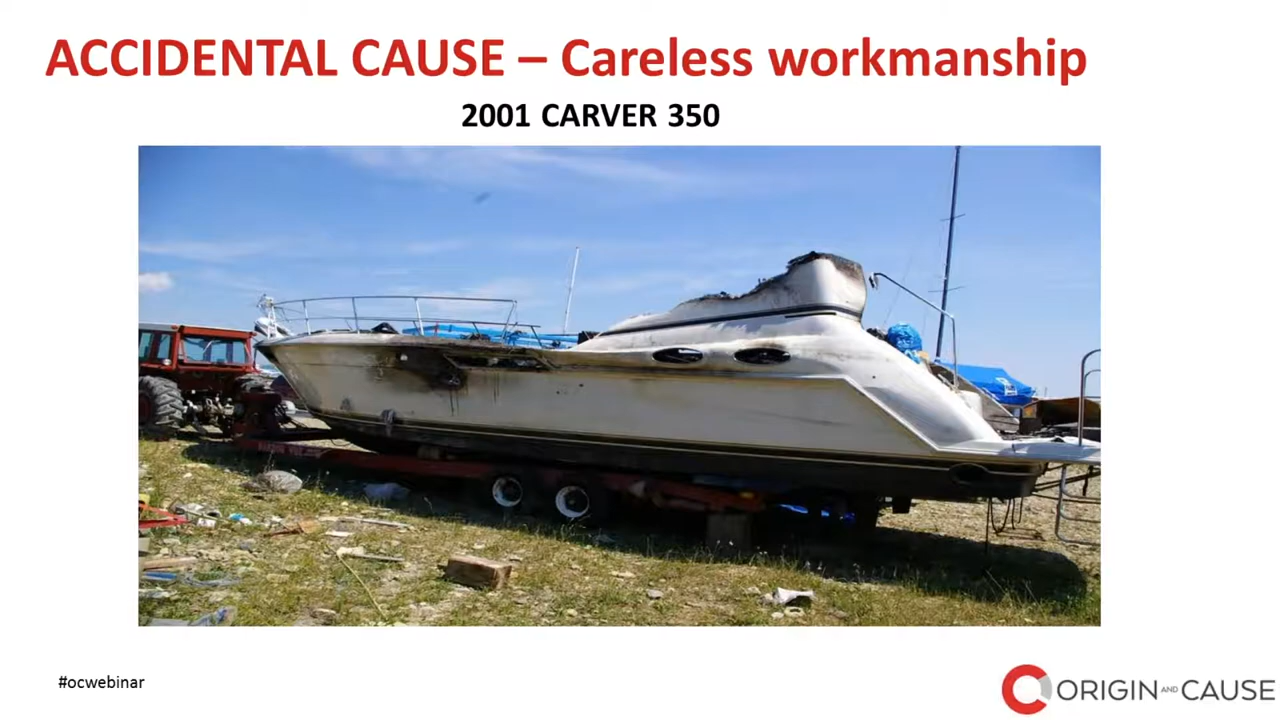 ACCIDENTAL CAUSE – Careless workmanship
2001 CARVER 350
#ocwebinar
ORIGIN AND CAUSE